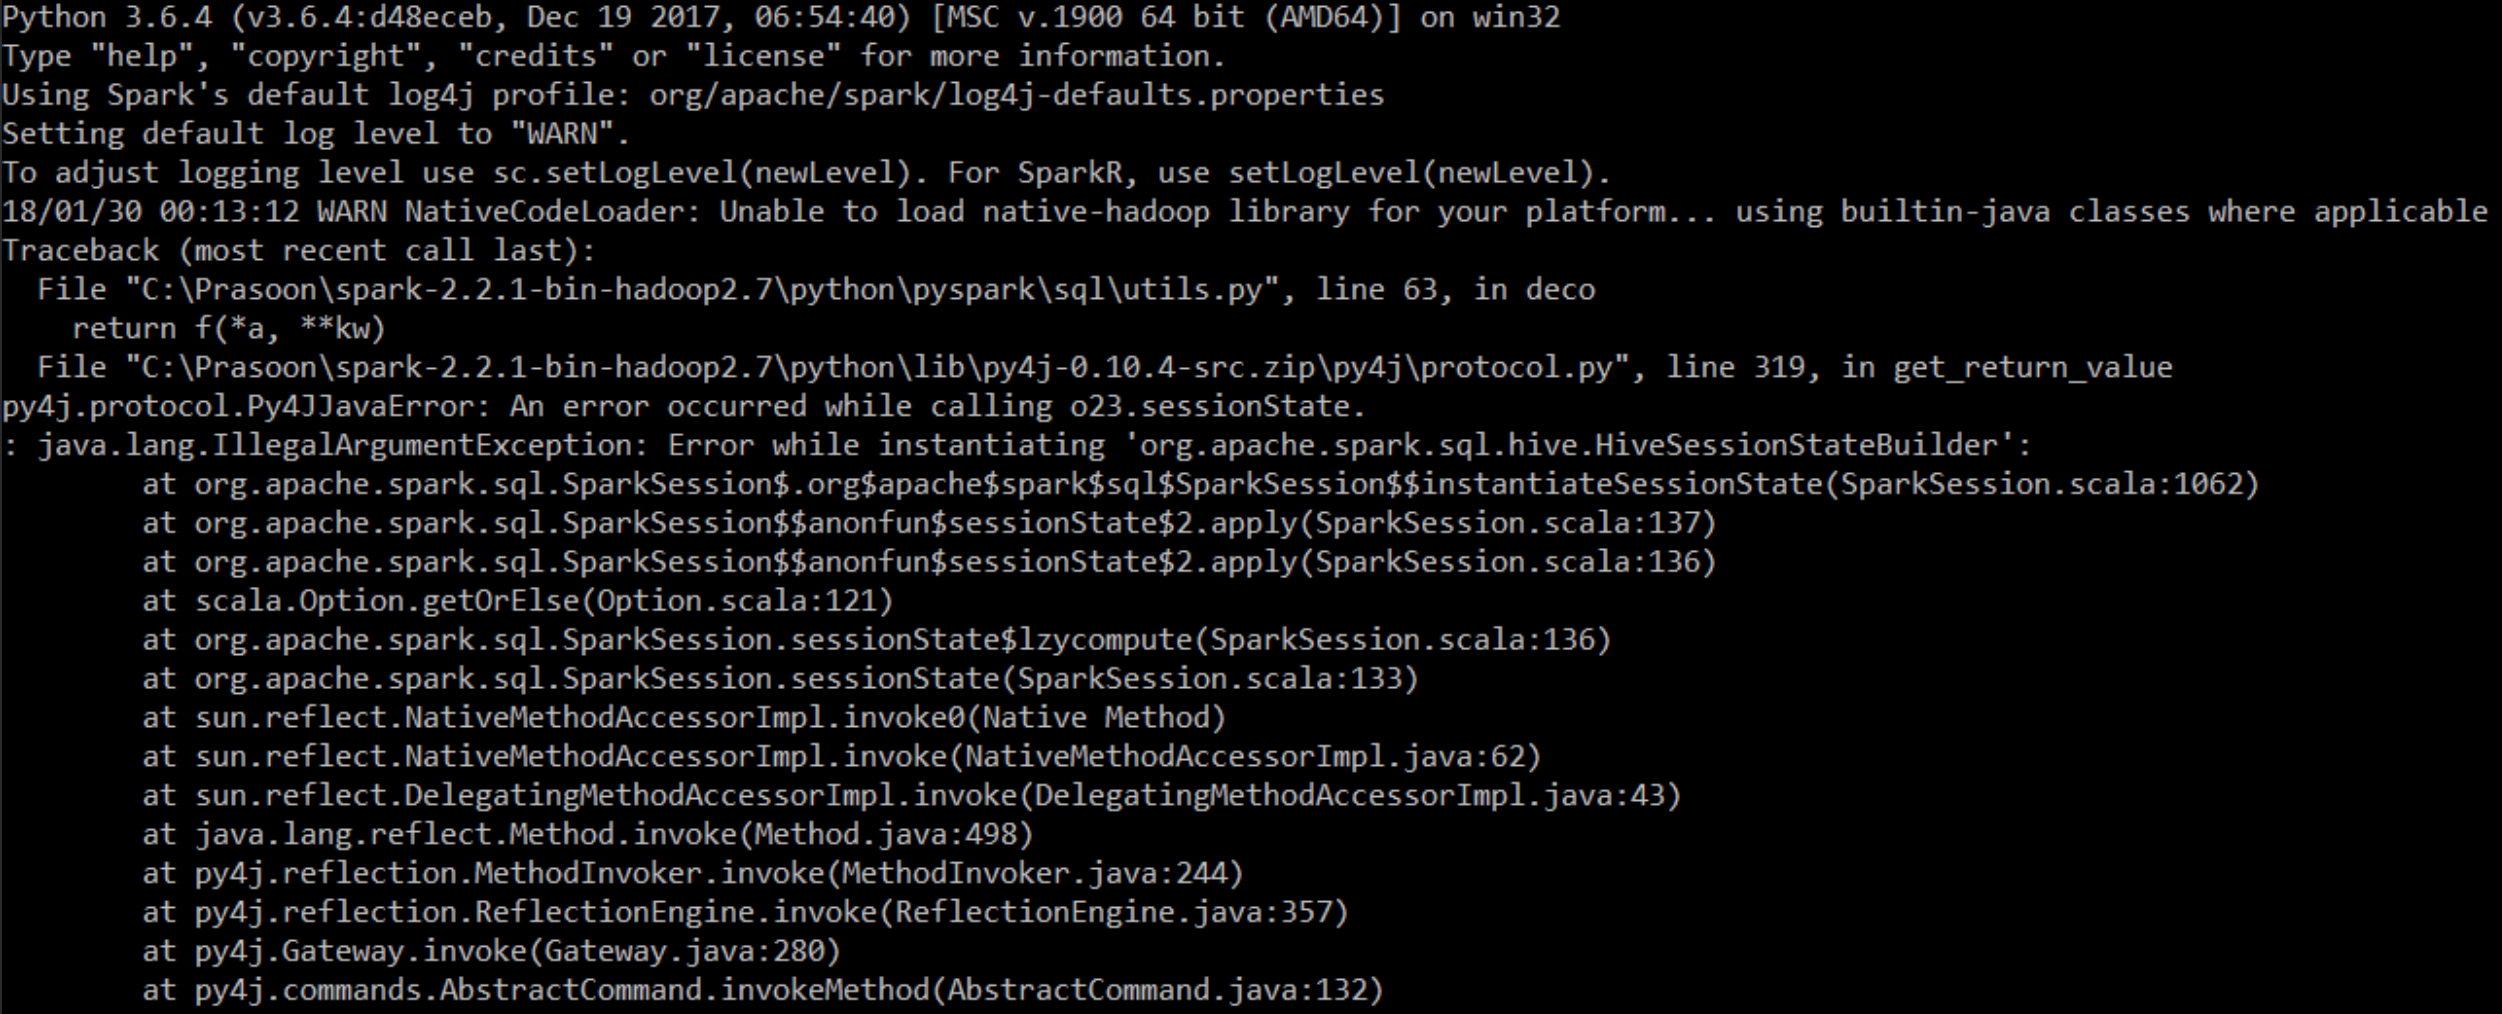 Python 3.6.4 (v3.6.4:d48eceb, Dec 19 2017, 06:54:40) [MSC v.1900 64 bit (AMD64)] on win32
Type "help", "copyright", "credits" or "license" for more information.
Using Spark's default log4j profile: org/apache/spark/log4j-defaults.properties
Setting default log level to "WARN".
To adjust logging level use sc.setLogLevel(newLevel). For SparkR, use setLogLevel(newLevel).
18/01/30 00:13:12 WARN NativeCodeLoader: Unable to load native-hadoop library for your platform... using builtin-java classes where applicable
Traceback (most recent call last):
  File "C:\Prasoon\spark-2.2.1-bin-hadoop2.7\python\pyspark\sql\utils.py", line 63, in deco
    return f(*a, **kw)
  File "C:\Prasoon\spark-2.2.1-bin-hadoop2.7\python\lib\py4j-0.10.4-src.zip\py4j\protocol.py", line 319, in get_return_value
py4j.protocol.Py4JJavaError: An error occurred while calling o23.sessionState.
: java.lang.IllegalArgumentException: Error while instantiating 'org.apache.spark.sql.hive.HiveSessionStateBuilder':
        at org.apache.spark.sql.SparkSession$.org$apache$spark$sql$SparkSession$$instantiateSessionState(SparkSession.scala:1062)
        at org.apache.spark.sql.SparkSession$$anonfun$sessionState$2.apply(SparkSession.scala:137)
        at org.apache.spark.sql.SparkSession$$anonfun$sessionState$2.apply(SparkSession.scala:136)
        at scala.Option.getOrElse(Option.scala:121)
        at org.apache.spark.sql.SparkSession.sessionState$lzycompute(SparkSession.scala:136)
        at org.apache.spark.sql.SparkSession.sessionState(SparkSession.scala:133)
        at sun.reflect.NativeMethodAccessorImpl.invoke0(Native Method)
        at sun.reflect.NativeMethodAccessorImpl.invoke(NativeMethodAccessorImpl.java:62)
        at sun.reflect.DelegatingMethodAccessorImpl.invoke(DelegatingMethodAccessorImpl.java:43)
        at java.lang.reflect.Method.invoke(Method.java:498)
        at py4j.reflection.MethodInvoker.invoke(MethodInvoker.java:244)
        at py4j.reflection.ReflectionEngine.invoke(ReflectionEngine.java:357)
        at py4j.Gateway.invoke(Gateway.java:280)
        at py4j.commands.AbstractCommand.invokeMethod(AbstractCommand.java:132)